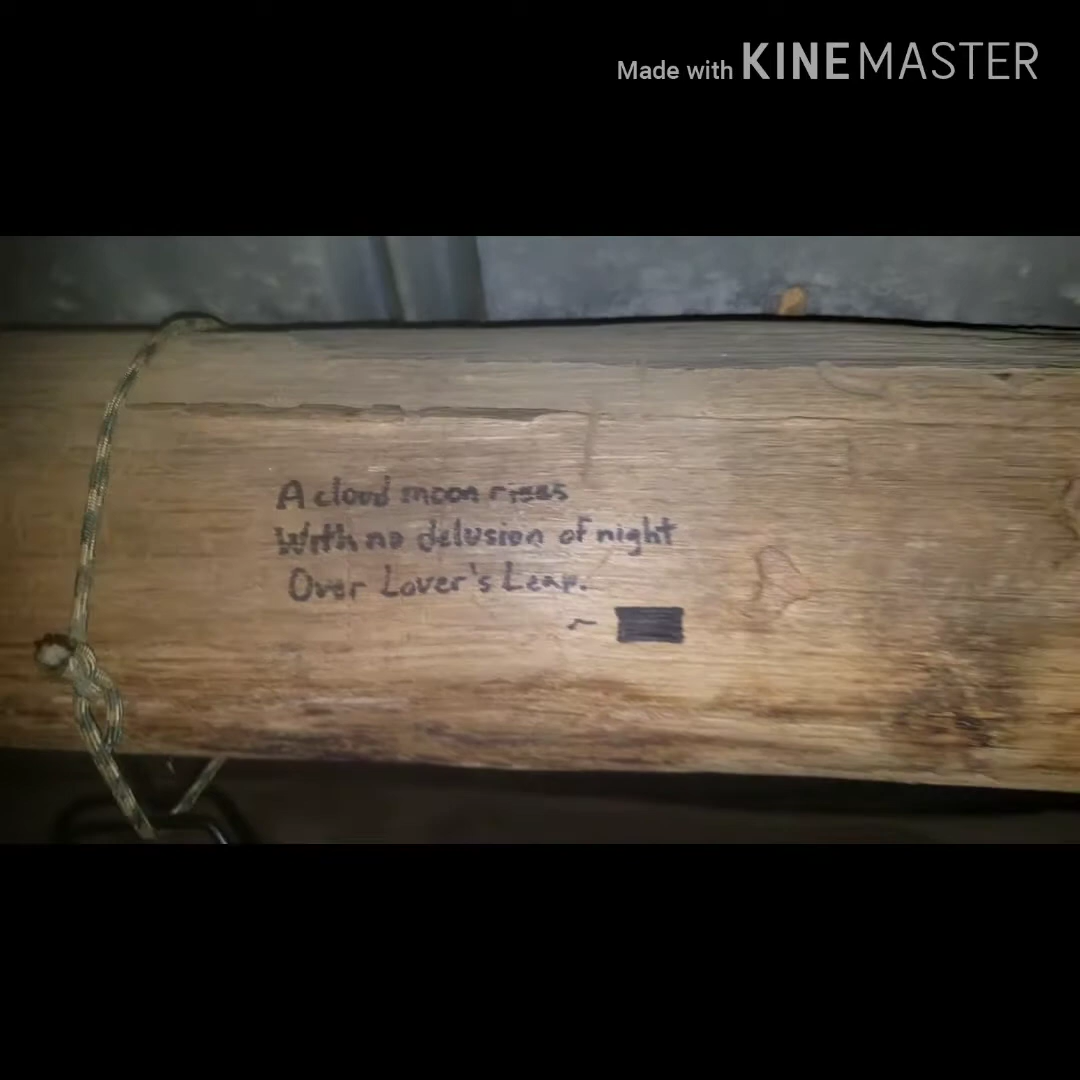 Made with KINEMASTER
A cloud moon rises
With no delusion of night
Over Lover's Leap.
~